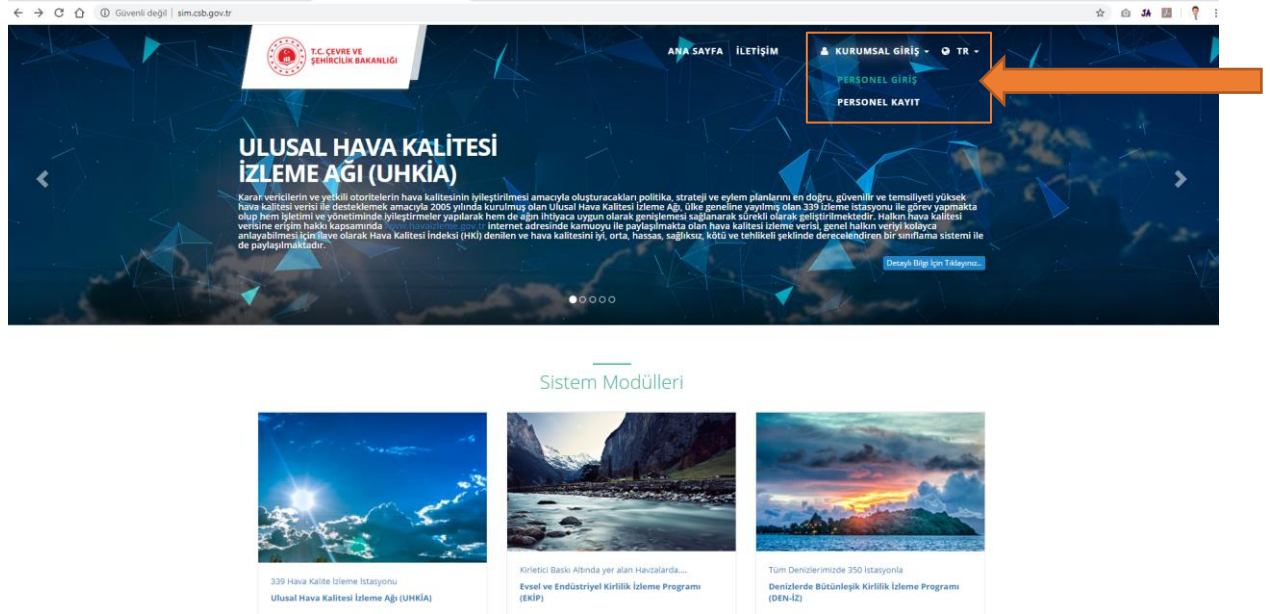 Güvenli değil | sim.csb.gov.tr
T.C. ÇEVRE VE
ŞEHİRCİLİK BAKANLIĞI
ANA SAYFA
İLETİŞİM
KURUMSAL GİRİŞ
TR
PERSONEL GİRİŞ
PERSONEL KAYIT
ULUSAL HAVA KALİTESİ
İZLEME AĞI (UHKİA)
Karar vericilerin ve yetkili otoritelerin hava kalitesinin iyileştirilmesi amacıyla oluşturacakları politika, strateji ve eylem planlarını en doğru, güvenilir ve temsiliyeti yüksek
hava kalitesi verisi ile desteklemek amacıyla 2005 yılında kurulmuş olan Ulusal Hava Kalitesi İzleme Ağı, ülke geneline yayılmış olan 339 izleme istasyonu ile görev yapmakta
olup hem işletimi ve yönetiminde iyileştirmeler yapılarak hem de ağın ihtiyaca uygun olarak genişlemesi sağlanarak sürekli olarak geliştirilmektedir. Halkın hava kalitesi
verisine erişim hakkı kapsamında www.havaizleme.gov.tr internet adresinde kamuoyu ile paylaşılmakta olan hava kalitesi izleme verisi, genel halkın veriyi kolayca
anlayabilmesi için ilave olarak Hava Kalitesi İndeksi (HKİ) denilen ve hava kalitesini iyi, orta, hassas, sağlıksız, kötü ve tehlikeli şeklinde derecelendiren bir sınıflama sistemi ile
de paylaşılmaktadır.
Detaylı Bilgi İçin Tıklayınız..
Sistem Modülleri
339 Hava Kalite İzleme İstasyonu
Ulusal Hava Kalitesi İzleme Ağı (UHKİA)
Kirletici Baskı Altında yer alan Havzalarda....
Evsel ve Endüstriyel Kirlilik İzleme Programı
(EKİP)
Tüm Denizlerimizde 350 İstasyonla
Denizlerde Bütünleşik Kirlilik İzleme Programı
(DEN-İZ)